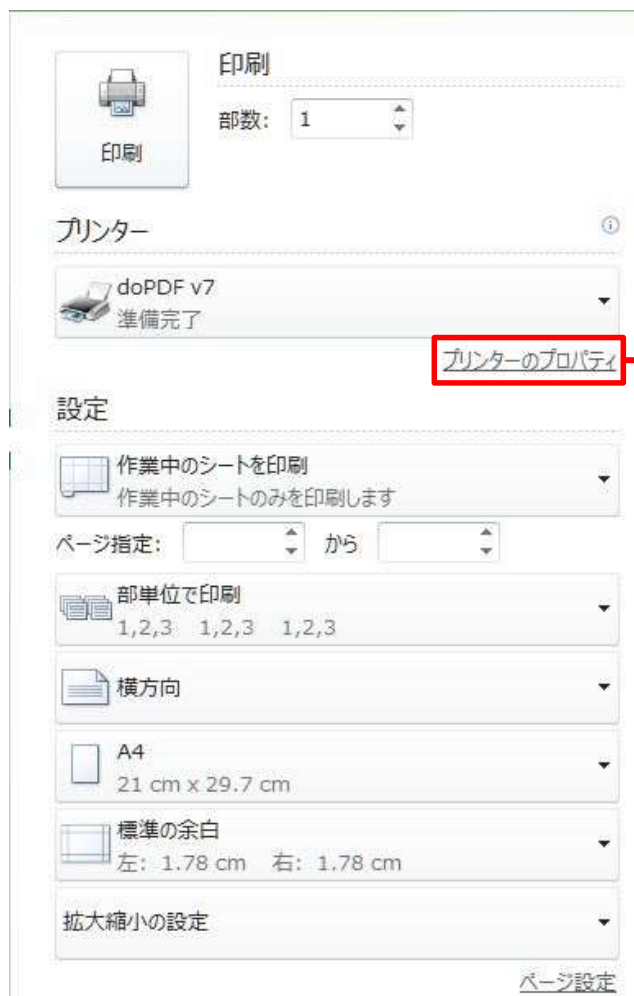 印刷
部数: 1
印刷
プリンター
doPDF v7
準備完了
プリンターのプロパティ
設定
作業中のシートを印刷
作業中のシートのみを印刷します
ページ指定: から
部単位で印刷
1,2,3 1,2,3 1,2,3
横方向
A4
21 cm x 29.7 cm
標準の余白
左: 1.78 cm 右: 1.78 cm
拡大縮小の設定
ページ設定